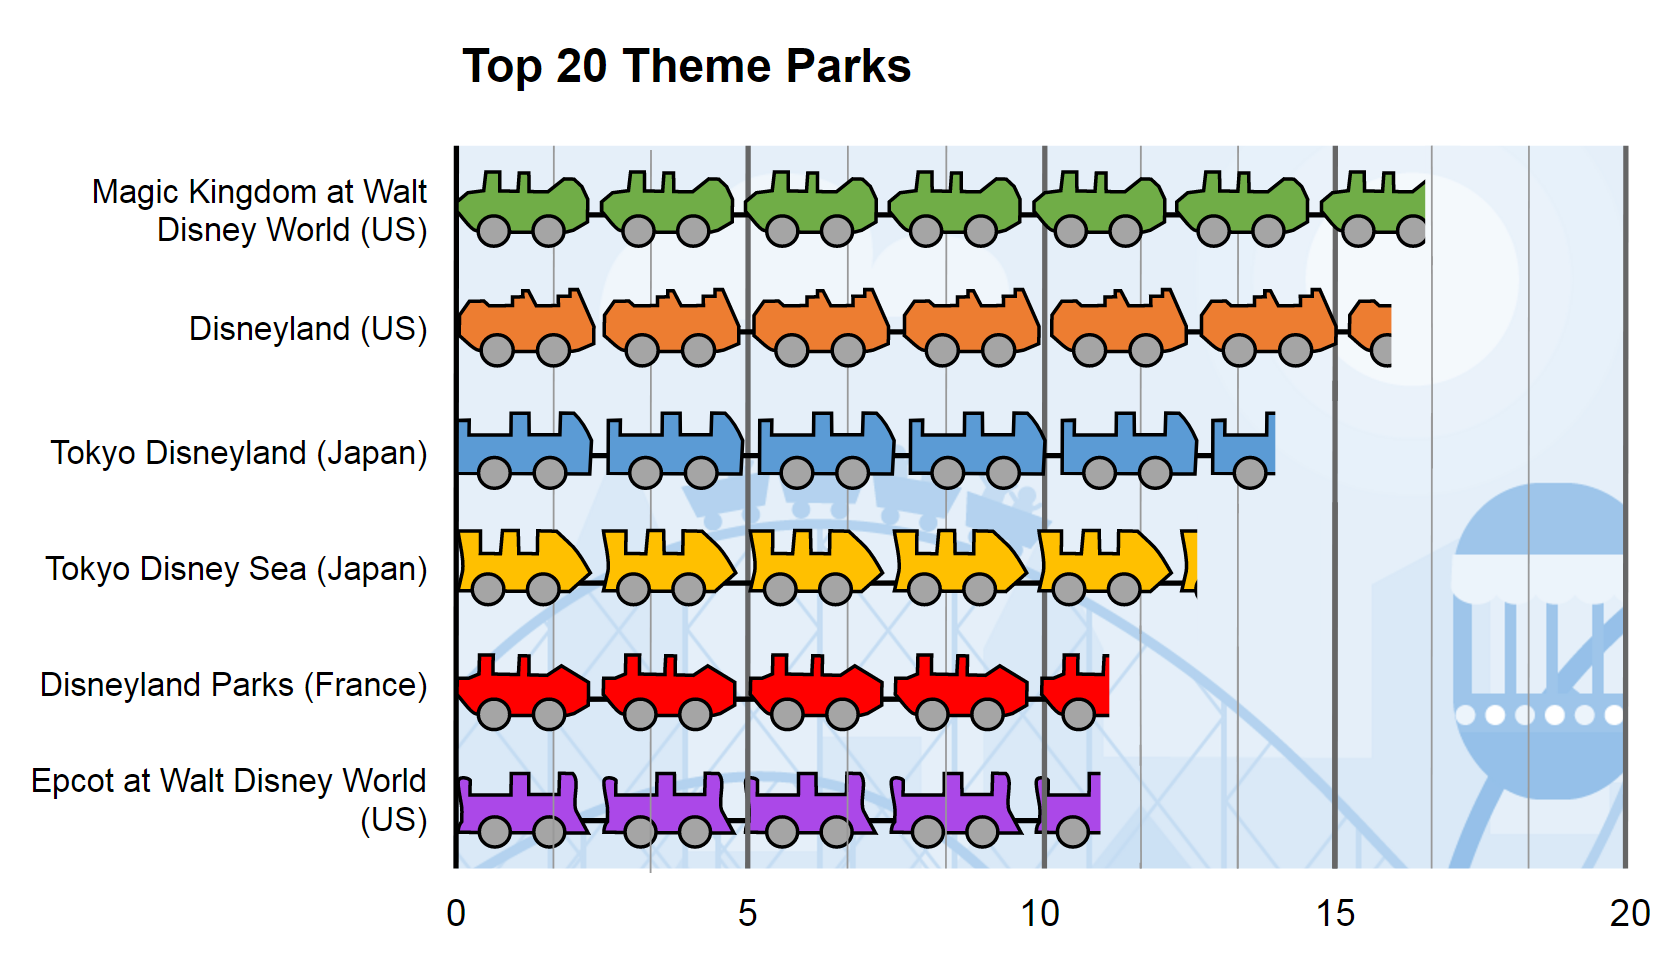 Top 20 Theme Parks
Magic Kingdom at Walt
Disney World (US)
Disneyland (US)
Tokyo Disneyland (Japan)
Tokyo Disney Sea (Japan)
Disneyland Parks (France)
Epcot at Walt Disney World
(US)
0 5 10 15 20